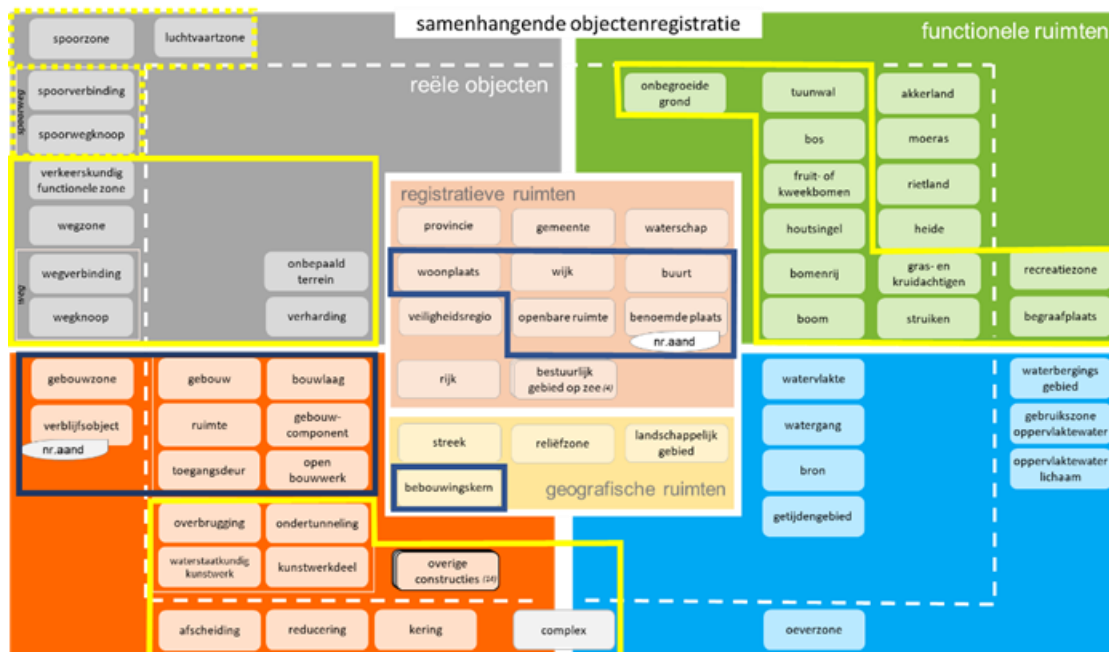 samenhangende objectenregistratie
functionele ruimten
reële objecten
spoorzone
luchtvaartzone
spoorweg
spoorverbinding
spoorwegknoop
verkeerskundig
functionele zone
wegzone
weg
wegverbinding
wegknoop
onbepaald
terrein
verharding
onbegroeide
grond
tuunwal
akkerland
bos
moeras
fruit- of
kweekbomen
rietland
houtsingel
heide
bomenrij
gras- en
kruidachtigen
recreatiezone
boom
struiken
begraafplaats
registratieve ruimten
provincie
gemeente
waterschap
woonplaats
wijk
buurt
veiligheidsregio
openbare ruimte
benoemde plaats
nr.aand
rijk
bestuurlijk
gebied op zee (4)
streek
reliëfzone
landschappelijk
gebied
bebouwingskern
geografische ruimten
gebouwzone
gebouw
bouwlaag
verblijfsobject
nr.aand
ruimte
gebouw-
component
toegangsdeur
open
bouwwerk
overbrugging
ondertunneling
waterstaatkundig
kunstwerk
kunstwerkdeel
overige
constructies (14)
afscheiding
reducering
kering
complex
watervlakte
waterbergings
gebied
watergang
gebruikszone
oppervlaktewater
bron
oppervlaktewater
lichaam
getijdengebied
oeverzone